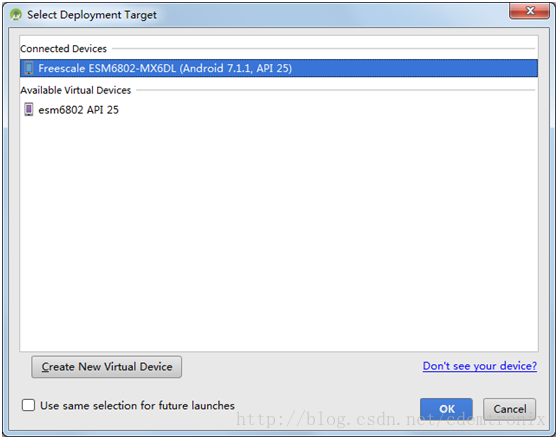 Select Deployment Target
Connected Devices
Freescale ESM6802-MX6DL (Android 7.1.1, API 25)
Available Virtual Devices
esm6802 API 25
Create New Virtual Device
Don't see your device?
Use same selection for future launches
OK
Cancel
http://blog.csdn.net/cdemtronix